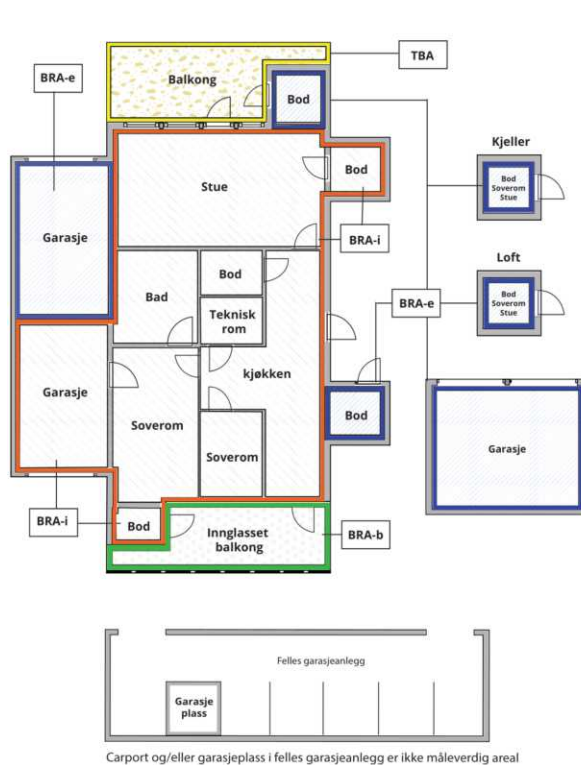 TBA
BRA-e
Balkong
Bod
Kjeller
Bod
Soverom
Stue
Stue
Bod
Garasje
BRA-i
Loft
Bod
Bod
Soverom
Stue
BRA-e
Bad
Teknisk
rom
Garasje
kjøkken
Bod
Soverom
Soverom
Garasje
BRA-i
Bod
Innglasset
balkong
BRA-b
Felles garasjeanlegg
Garasje
plass
Carport og/eller garasjeplass i felles garasjeanlegg er ikke måleverdig areal